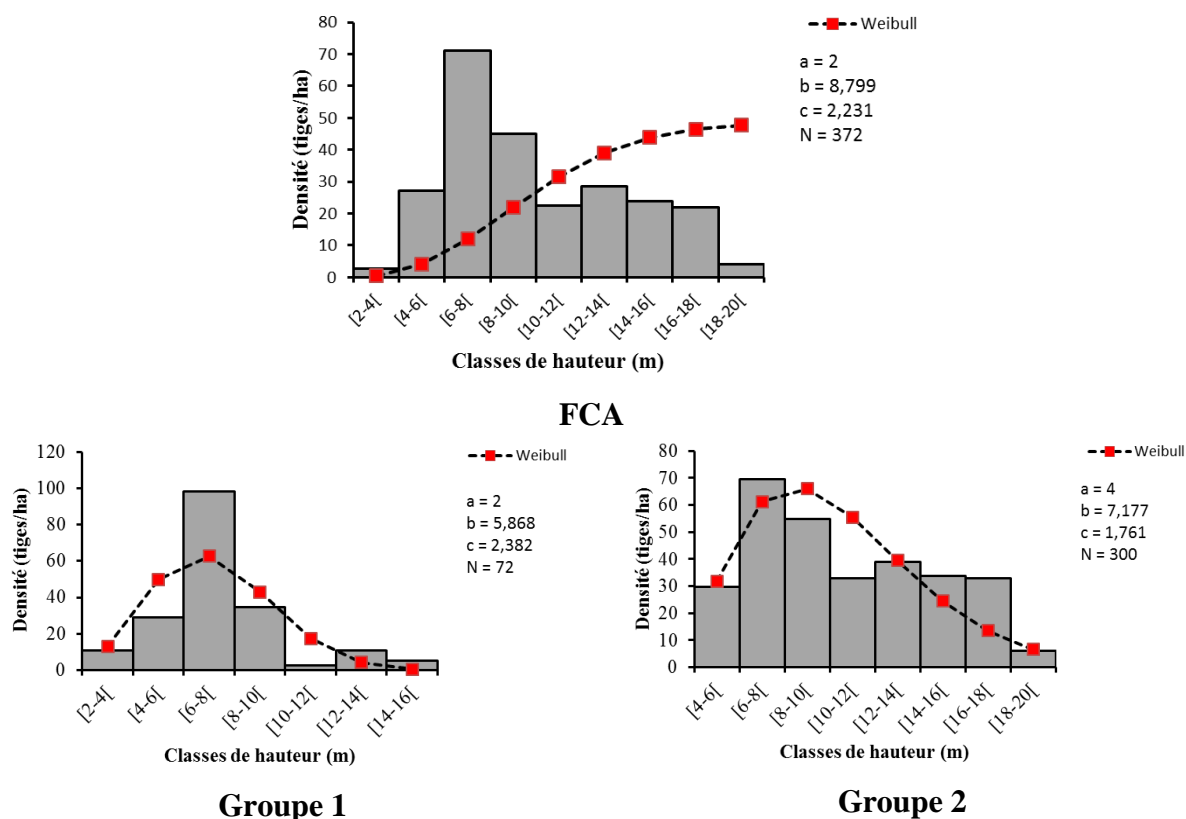 80
70
60
50
40
30
20
10
0
Densité (tiges/ha)
[2-4[
[4-6[
[6-8[
[8-10[
[10-12[
[12-14[
[14-16[
[16-18[
[18-20[
Classes de hauteur (m)
Weibull
a = 2
b = 8,799
c = 2,231
N = 372
FCA
120
100
80
60
40
20
0
Densité (tiges/ha)
[2-4[
[4-6[
[6-8[
[8-10[
[10-12[
[12-14[
[14-16[
Classes de hauteur (m)
Weibull
a = 2
b = 5,868
c = 2,382
N = 72
Groupe 1
80
70
60
50
40
30
20
10
0
Densité (tiges/ha)
[4-6[
[6-8[
[8-10[
[10-12[
[12-14[
[14-16[
[16-18[
[18-20[
Classes de hauteur (m)
Weibull
a = 4
b = 7,177
c = 1,761
N = 300
Groupe 2